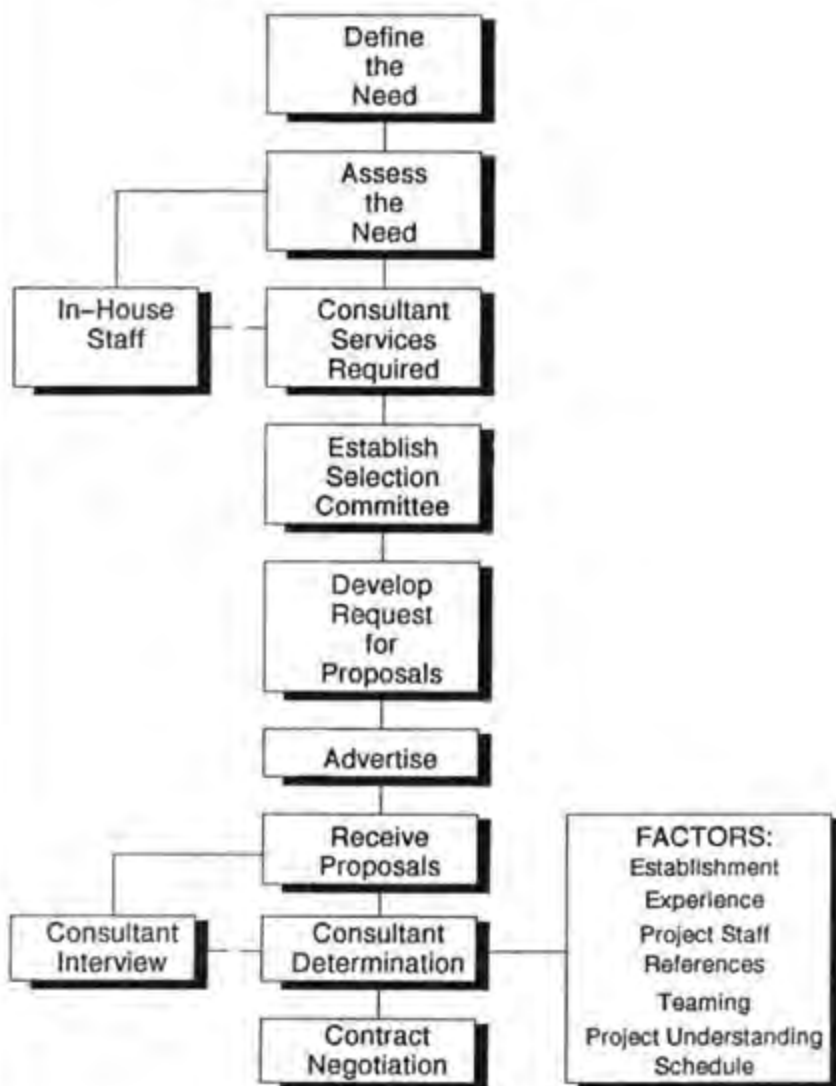 Define
the
Need
Assess
the
Need
In-House
Staff
Consultant
Services
Required
Establish
Selection
Committee
Develop
Request
for
Proposals
Advertise
Receive
Proposals
Consultant
Interview
Consultant
Determination
Contract
Negotiation
FACTORS:
Establishment
Experience
Project Staff
References
Teaming
Project Understanding
Schedule